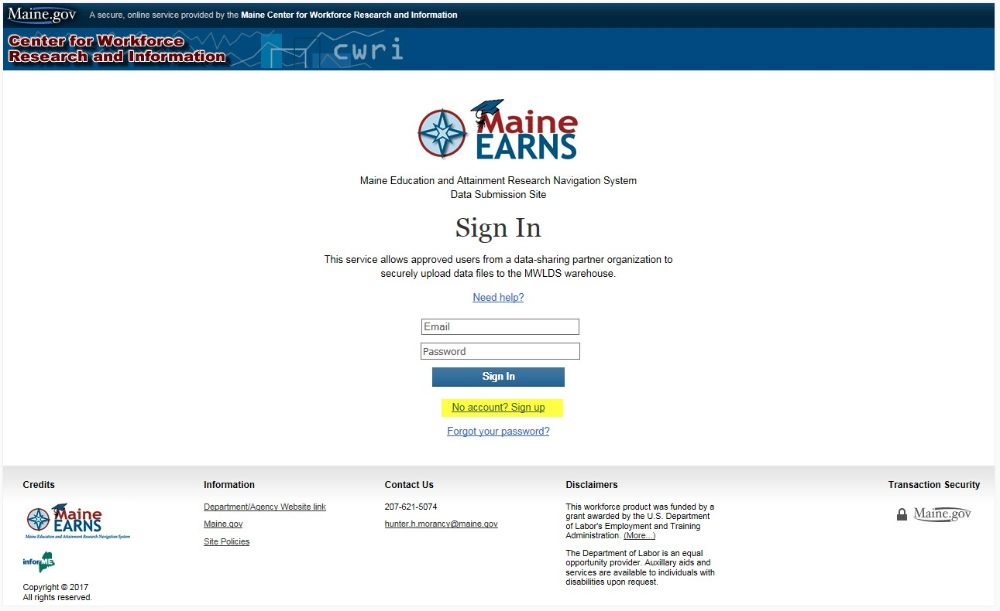 Maine.gov A secure, online service provided by the Maine Center for Workforce Research and Information
Center for Workforce
Research and Information
cwri
Maine
EARNS
Maine Education and Attainment Research Navigation System
Data Submission Site
Sign In
This service allows approved users from a data-sharing partner organization to
securely upload data files to the MWLDS warehouse.
Need help?
Email
Password
Sign In
No account? Sign up
Forgot your password?
Credits
Maine
EARNS
Maine Education and Attainment Research Navigation System
inforME
Copyright © 2017
All rights reserved.
Information
Department/Agency Website link
Maine.gov
Site Policies
Contact Us
207-621-5074
hunter.h.morancy@maine.gov
Disclaimers
This workforce product was funded by a
grant awarded by the U.S. Department
of Labor's Employment and Training
Administration. (More...)
The Department of Labor is an equal
opportunity provider. Auxillary aids and
services are available to individuals with
disabilities upon request.
Transaction Security
Maine.gov